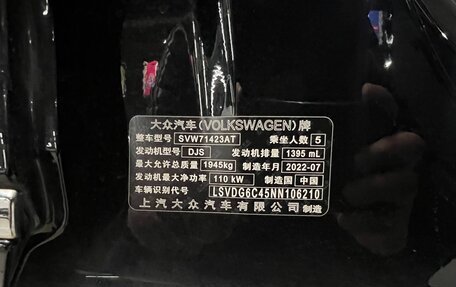 大众汽车(VOLKSWAGEN)牌
整车型号 SVW71423AT 乘坐人数 5
发动机型号 DJS 发动机排量 1395 mL
最大允许总质量 1945kg 制造年月 2022-07
发动机最大净功率 110 kW 制造国 中国
车辆识别代号 LSVDG6C45NN106210
上汽大众汽车有限公司 制造